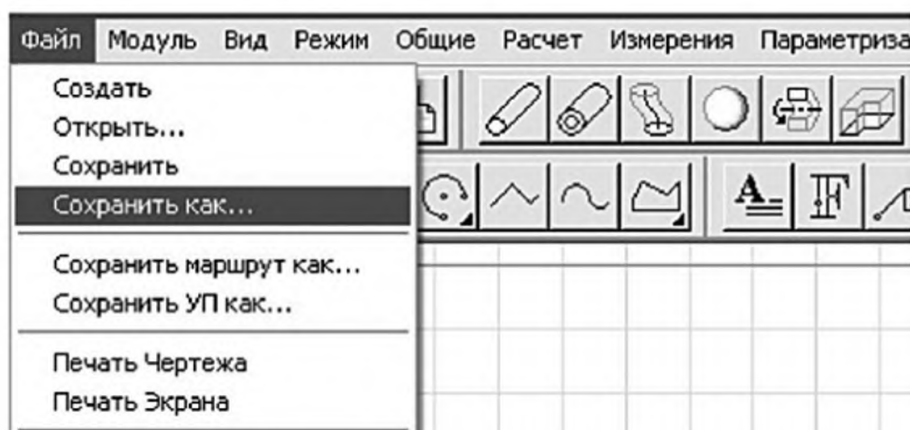 Файл Модуль Вид Режим Общие Расчет Измерения Параметриза
Создать
Открыть...
Сохранить
Сохранить как...
Сохранить маршрут как...
Сохранить УП как...
Печать Чертежа
Печать Экрана